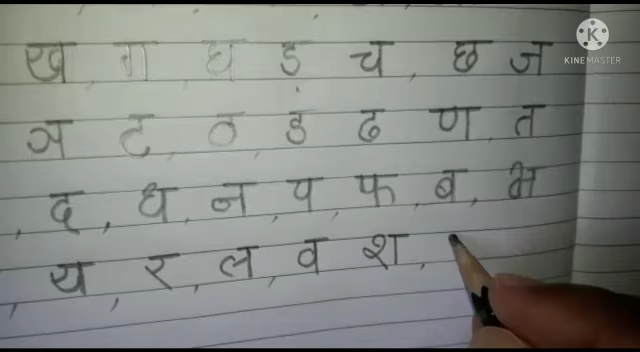 ख, ग, घ, ङ, च, छ, ज
ञ, ट, ठ, ड, ढ, ण, त
, द, ध, न, प, फ, ब, भ
, य, र, ल, व, श,
KINEMASTER